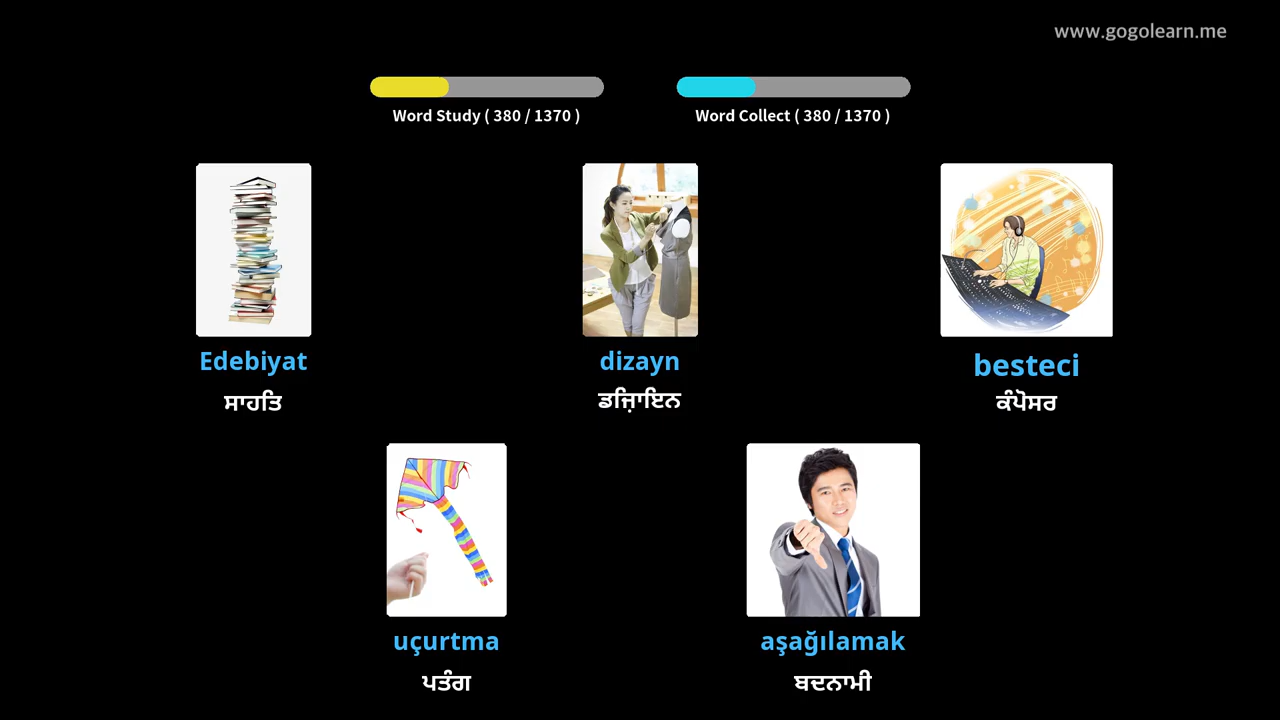 www.gogolearn.me
Word Study ( 380 / 1370 )
Word Collect ( 380 / 1370 )
Edebiyat
ਸਾਹਤਿ
dizayn
ਡਜ਼ਿਾਇਨ
besteci
ਕੰਪੋਸਰ
uçurtma
ਪਤੰਗ
aşağılamak
ਬਦਨਾਮੀ